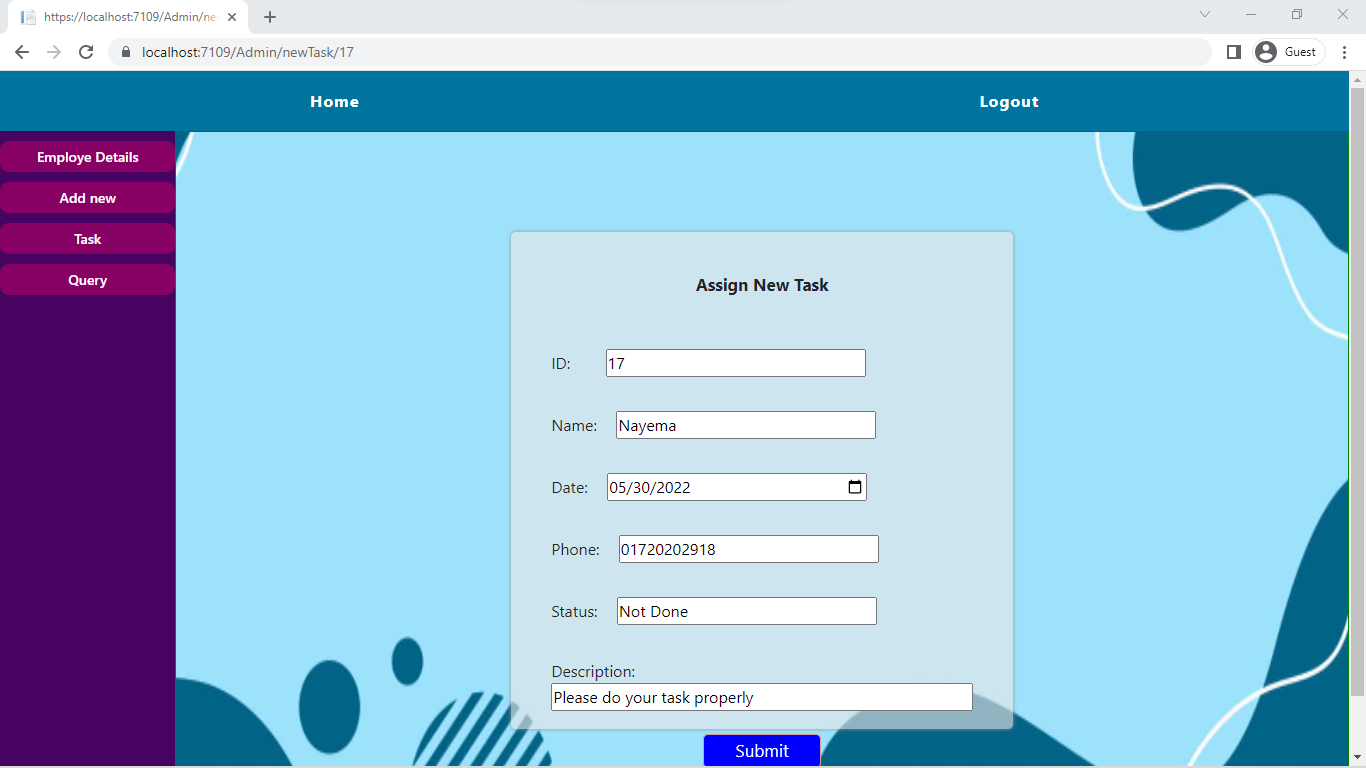 https://localhost:7109/Admin/ne
localhost:7109/Admin/newTask/17
Guest
Home
Logout
Employe Details
Add new
Task
Query
Assign New Task
ID: 17
Name: Nayema
Date: 05/30/2022
Phone: 01720202918
Status: Not Done
Description:
Please do your task properly
Submit